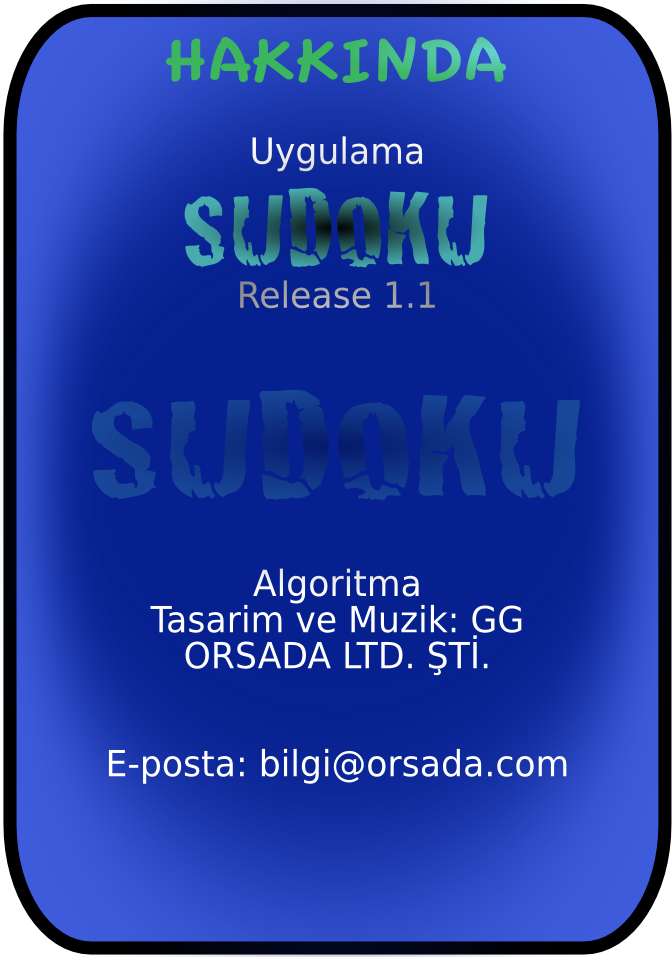 HAKKINDA
Uygulama
SUDOKU
Release 1.1
SUDOKU
Algoritma
Tasarim ve Muzik: GG
ORSADA LTD. ŞTİ.
E-posta: bilgi@orsada.com